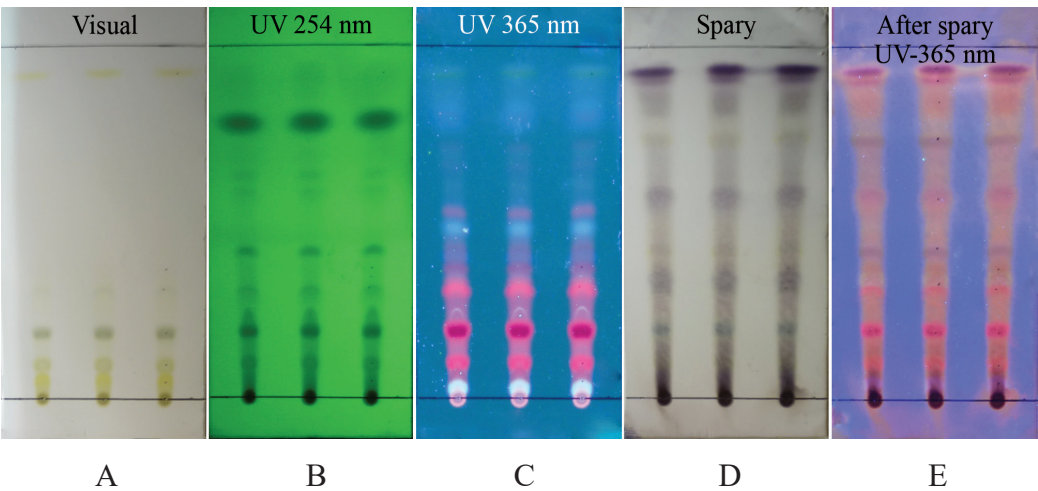 Visual
UV 254 nm
UV 365 nm
Spary
After spary
UV-365 nm
A
B
C
D
E